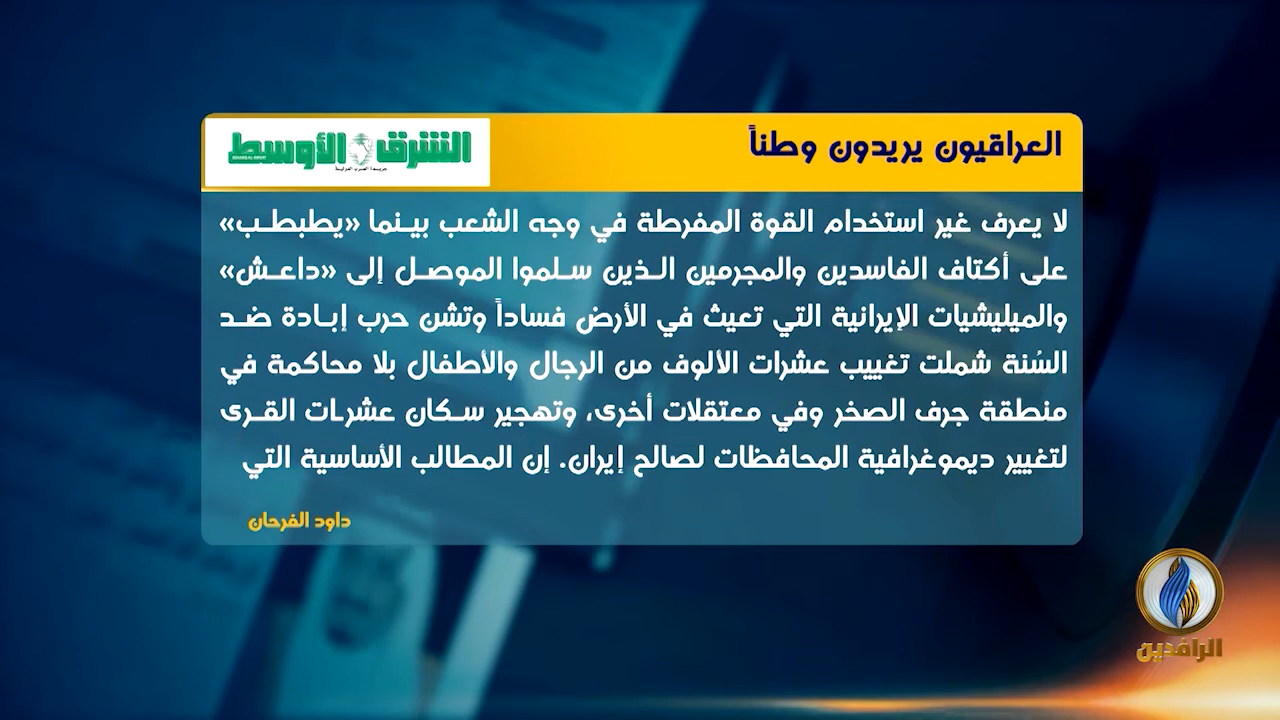 العراقيون يريدون وطناً
الشرق الأوسط
جريدة العرب الدولية
لا يعرف غير استخدام القوة المفرطة في وجه الشعب بينما «يطبطب»
على أكتاف الفاسدين والمجرمين الذين سلموا الموصل إلى «داعش»
والميليشيات الإيرانية التي تعيث في الأرض فساداً وتشن حرب إبادة ضد
السُنة شملت تغييب عشرات الألوف من الرجال والأطفال بلا محاكمة في
منطقة جرف الصخر وفي معتقلات أخرى، وتهجير سكان عشرات القرى
لتغيير ديموغرافية المحافظات لصالح إيران. إن المطالب الأساسية التي
داود الفرحان
الرافدين